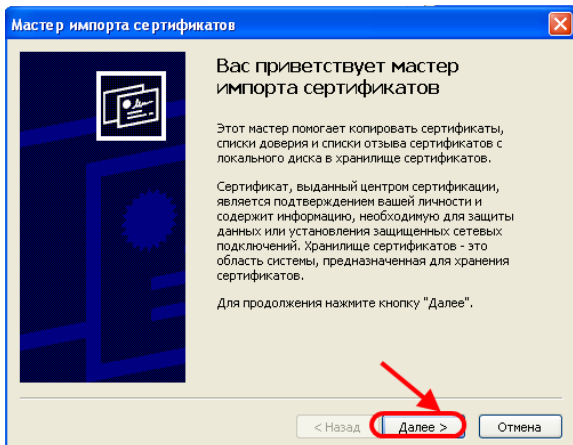 Мастер импорта сертификатов
Вас приветствует мастер
импорта сертификатов
Этот мастер помогает копировать сертификаты,
списки доверия и списки отзыва сертификатов с
локального диска в хранилище сертификатов.
Сертификат, выданный центром сертификации,
является подтверждением вашей личности и
содержит информацию, необходимую для защиты
данных или установления защищенных сетевых
подключений. Хранилище сертификатов - это
область системы, предназначенная для хранения
сертификатов.
Для продолжения нажмите кнопку "Далее".
< Назад Далее > Отмена